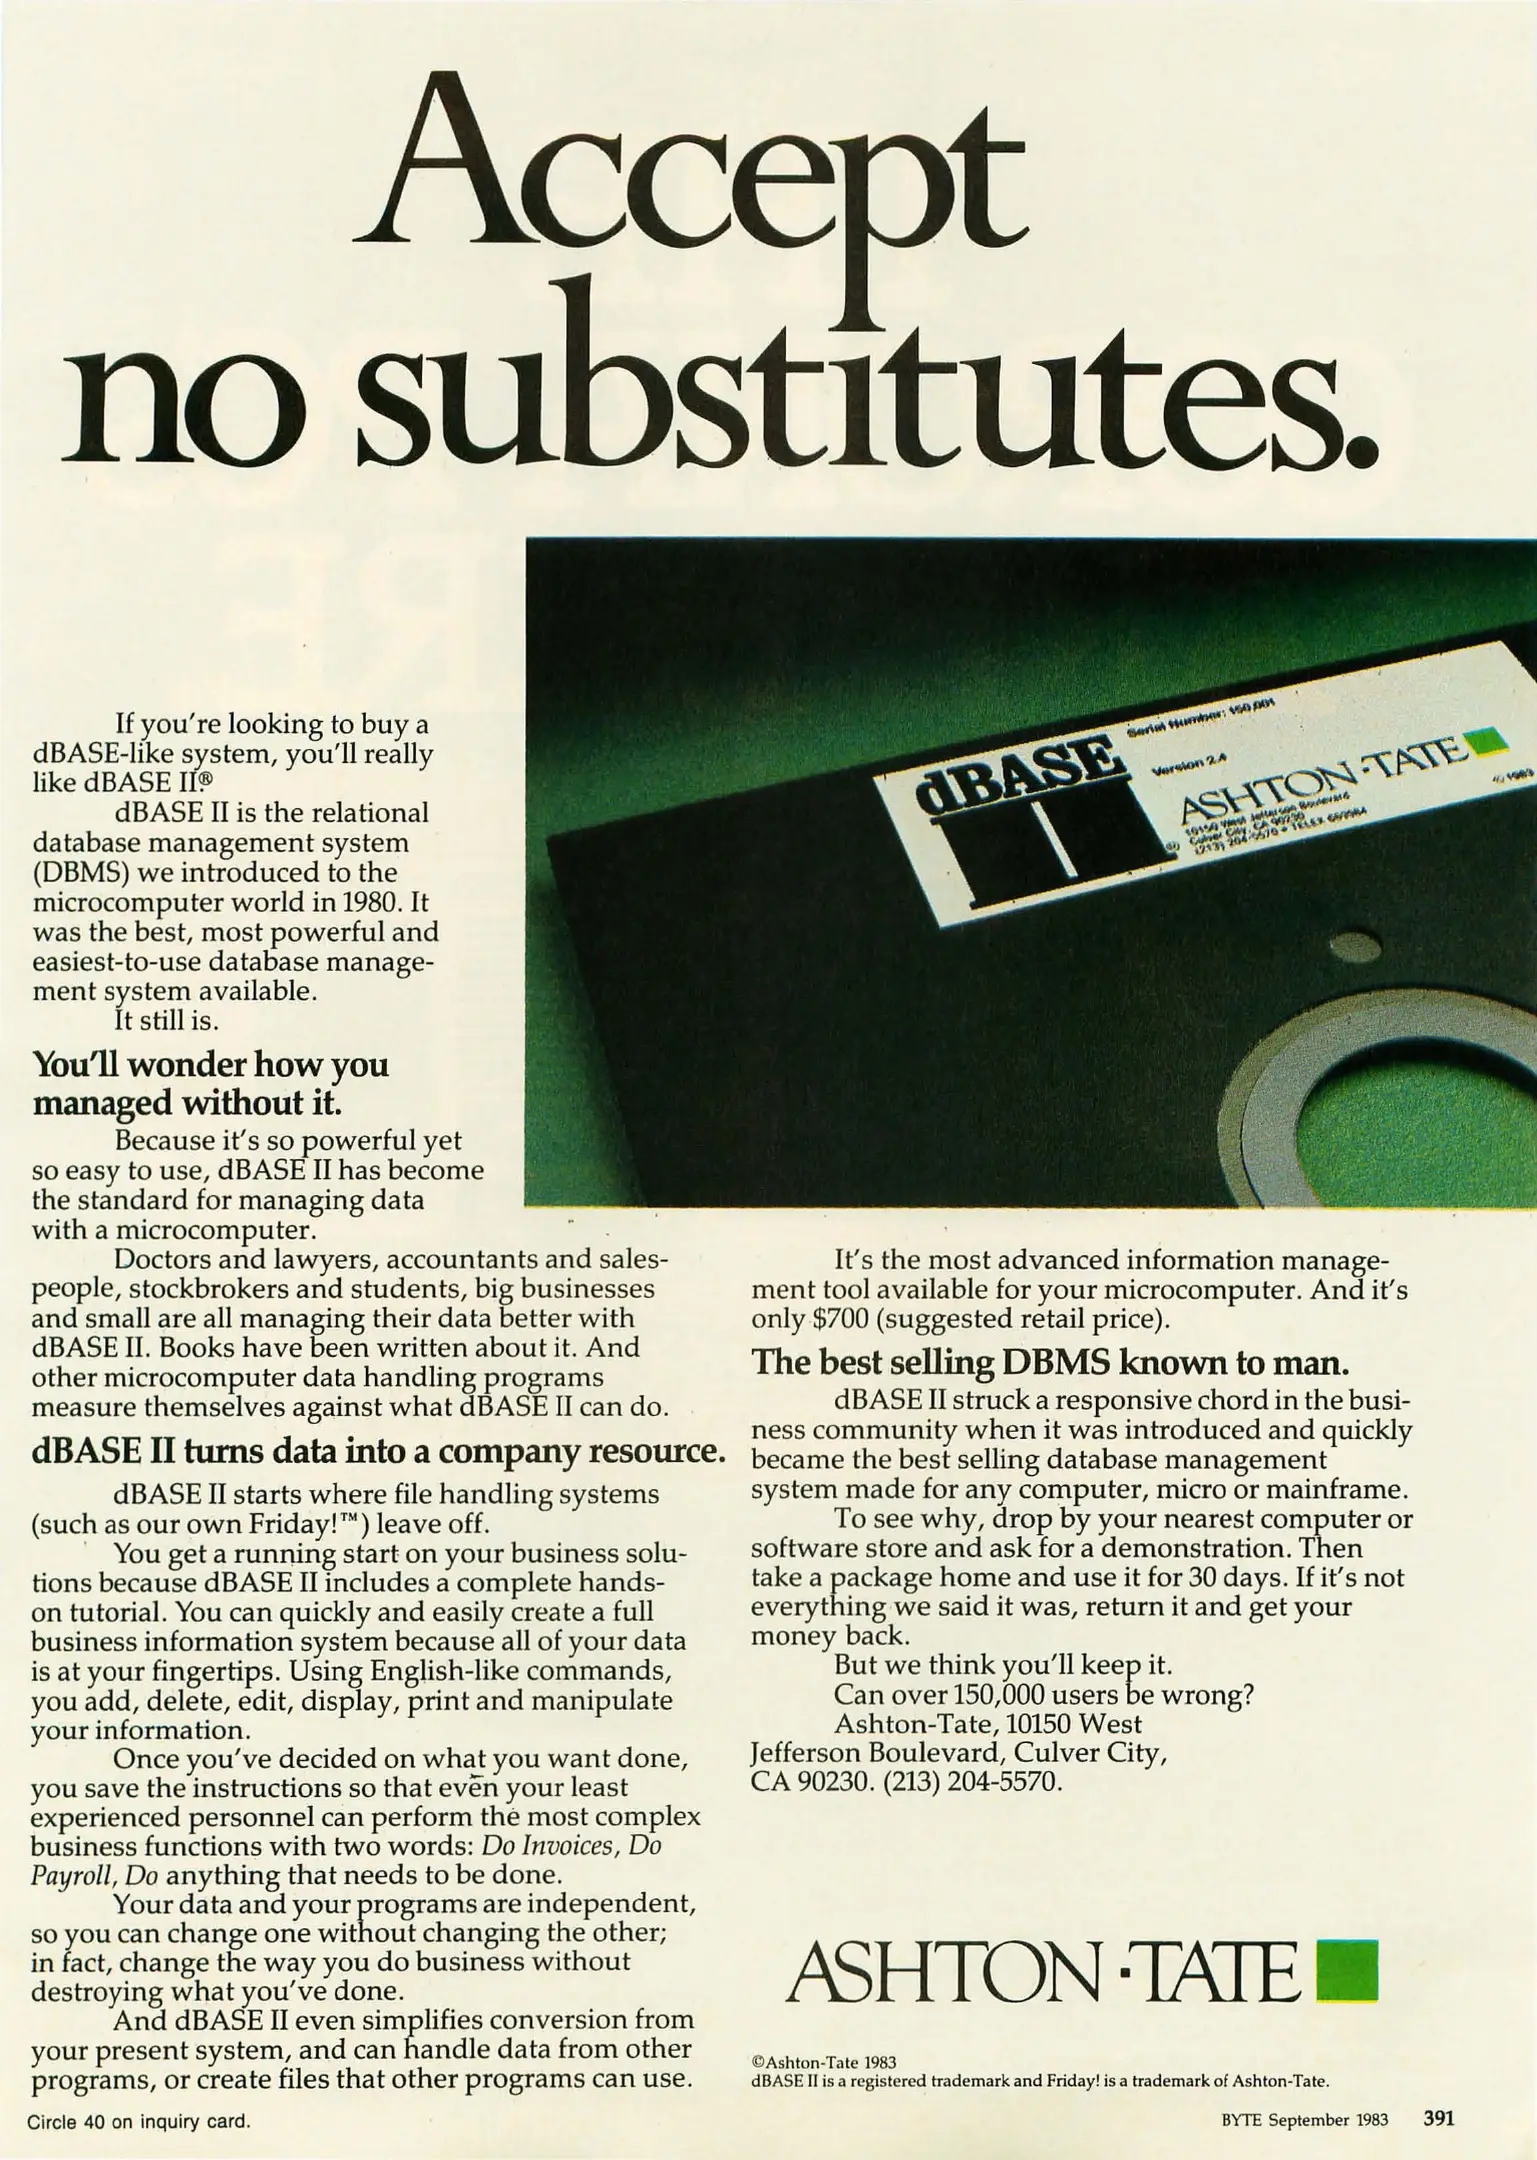 Accept
no substitutes.
If you're looking to buy a
dBASE-like system, you'll really
like dBASE II®.
dBASE II is the relational
database management system
(DBMS) we introduced to the
microcomputer world in 1980. It
was the best, most powerful and
easiest-to-use database manage-
ment system available.
It still is.
You'll wonder how you
managed without it.
Because it's so powerful yet
so easy to use, dBASE II has become
the standard for managing data
with a microcomputer.
Doctors and lawyers, accountants and sales-
people, stockbrokers and students, big businesses
and small are all managing their data better with
dBASE II. Books have been written about it. And
other microcomputer data handling programs
measure themselves against what dBASE II can do.
dBASE II turns data into a company resource.
dBASE II starts where file handling systems
(such as our own Friday!™) leave off.
You get a running start on your business solu-
tions because dBASE II includes a complete hands-
on tutorial. You can quickly and easily create a full
business information system because all of your data
is at your fingertips. Using English-like commands,
you add, delete, edit, display, print and manipulate
your information.
Once you've decided on what you want done,
you save the instructions so that even your least
experienced personnel can perform the most complex
business functions with two words: Do Invoices, Do
Payroll, Do anything that needs to be done.
Your data and your programs are independent,
so you can change one without changing the other;
in fact, change the way you do business without
destroying what you've done.
And dBASE II even simplifies conversion from
your present system, and can handle data from other
programs, or create files that other programs can use.
dBASE
II®
Serial Number: 150,001
Version 2.4
ASHTON·TATE
© 1983
10150 West Jefferson Boulevard
Culver City, CA 90230
(213) 204-5570 • TELEX 669984
It's the most advanced information manage-
ment tool available for your microcomputer. And it's
only $700 (suggested retail price).
The best selling DBMS known to man.
dBASE II struck a responsive chord in the busi-
ness community when it was introduced and quickly
became the best selling database management
system made for any computer, micro or mainframe.
To see why, drop by your nearest computer or
software store and ask for a demonstration. Then
take a package home and use it for 30 days. If it's not
everything we said it was, return it and get your
money back.
But we think you'll keep it.
Can over 150,000 users be wrong?
Ashton-Tate, 10150 West
Jefferson Boulevard, Culver City,
CA 90230. (213) 204-5570.
ASHTON·TATE
©Ashton-Tate 1983
dBASE II is a registered trademark and Friday! is a trademark of Ashton-Tate.
Circle 40 on inquiry card.
BYTE September 1983 391